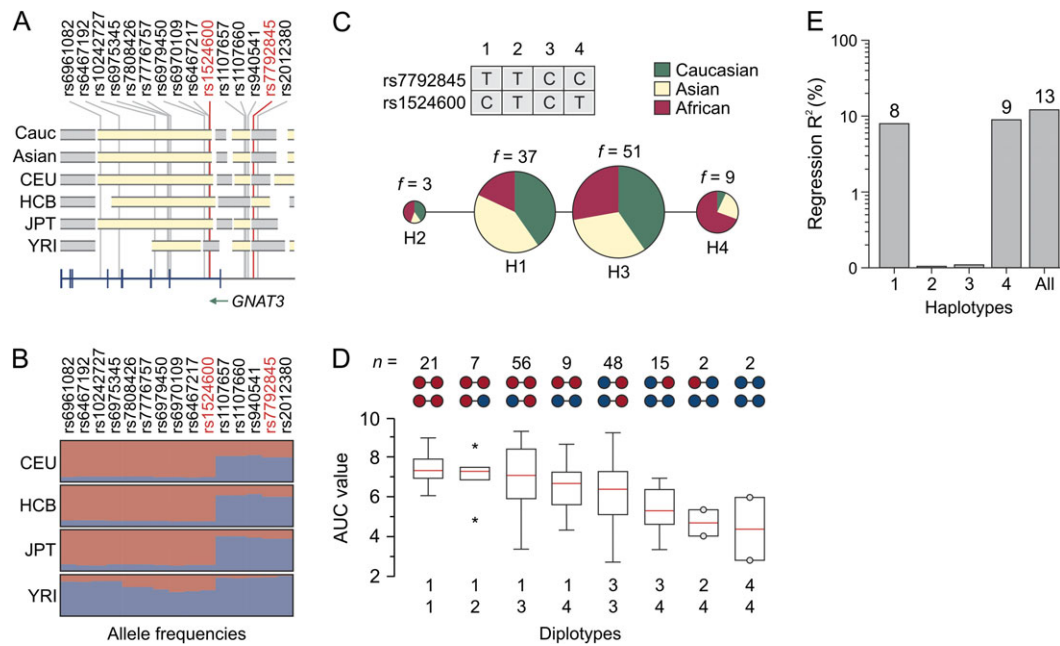 A
rs6961082
rs6467192
rs10242727
rs6975345
rs7808426
rs7776757
rs6979450
rs6970109
rs6467217
rs1524600
rs1107657
rs1107660
rs940541
rs7792845
rs2012380
Cauc
Asian
CEU
HCB
JPT
YRI
GNAT3
B
rs6961082
rs6467192
rs10242727
rs6975345
rs7808426
rs7776757
rs6979450
rs6970109
rs6467217
rs1524600
rs1107657
rs1107660
rs940541
rs7792845
rs2012380
CEU
HCB
JPT
YRI
Allele frequencies
C
1 2 3 4
rs7792845 T T C C
rs1524600 C T C T
Caucasian
Asian
African
f = 3
f = 37
f = 51
f = 9
H2
H1
H3
H4
D
n = 21 7 56 9 48 15 2 2
AUC value
10
8
6
4
2
*
*
1 1 1 1 3 3 2 4
1 2 3 4 3 4 4 4
Diplotypes
E
Regression R² (%)
100
10
1
0
8
9
13
1 2 3 4 All
Haplotypes